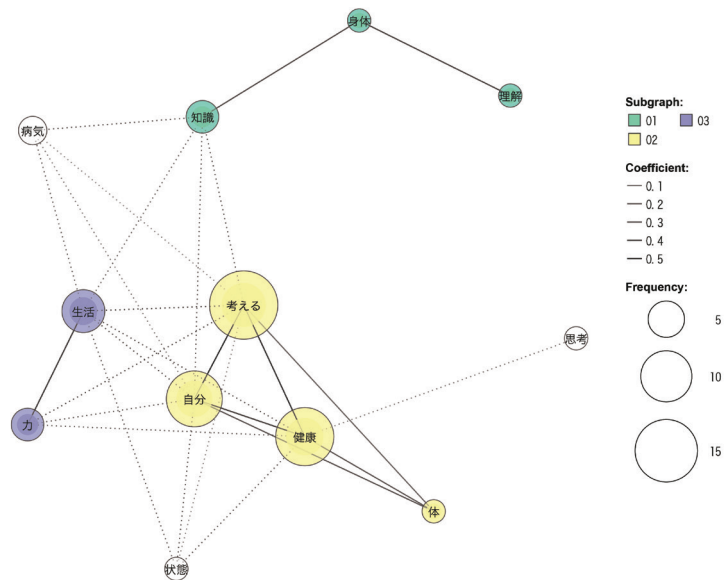 身体
理解
知識
病気
生活
考える
思考
自分
力
健康
体
状態
Subgraph:
01 03
02
Coefficient:
0.1
0.2
0.3
0.4
0.5
Frequency:
5
10
15